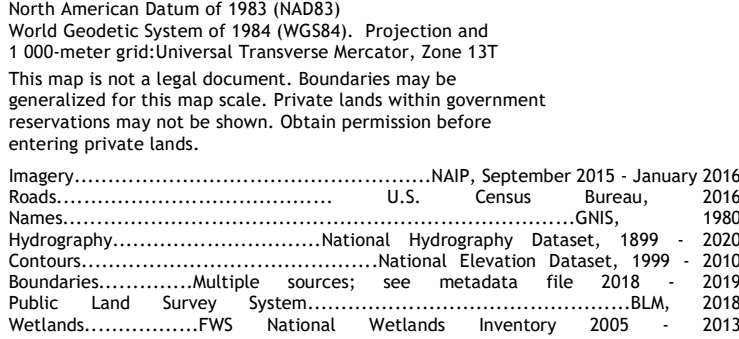 North American Datum of 1983 (NAD83)
World Geodetic System of 1984 (WGS84). Projection and
1 000-meter grid:Universal Transverse Mercator, Zone 13T
This map is not a legal document. Boundaries may be
generalized for this map scale. Private lands within government
reservations may not be shown. Obtain permission before
entering private lands.
Imagery.....................................................NAIP, September 2015 - January 2016
Roads......................................... U.S. Census Bureau, 2016
Names............................................................................GNIS, 1980
Hydrography...............................National Hydrography Dataset, 1899 - 2020
Contours............................................National Elevation Dataset, 1999 - 2010
Boundaries..............Multiple sources; see metadata file 2018 - 2019
Public Land Survey System................................................BLM, 2018
Wetlands.................FWS National Wetlands Inventory 2005 - 2013